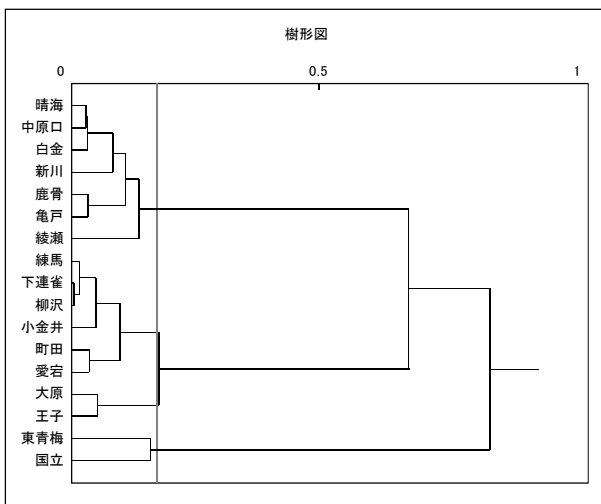 樹形図
0 0.5 1
晴海
中原口
白金
新川
鹿骨
亀戸
綾瀬
練馬
下連雀
柳沢
小金井
町田
愛宕
大原
王子
東青梅
国立